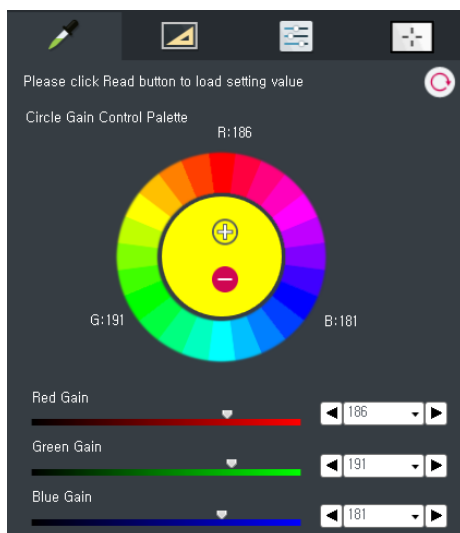 Please click Read button to load setting value
Circle Gain Control Palette
R:186
G:191
B:181
Red Gain
186
Green Gain
191
Blue Gain
181